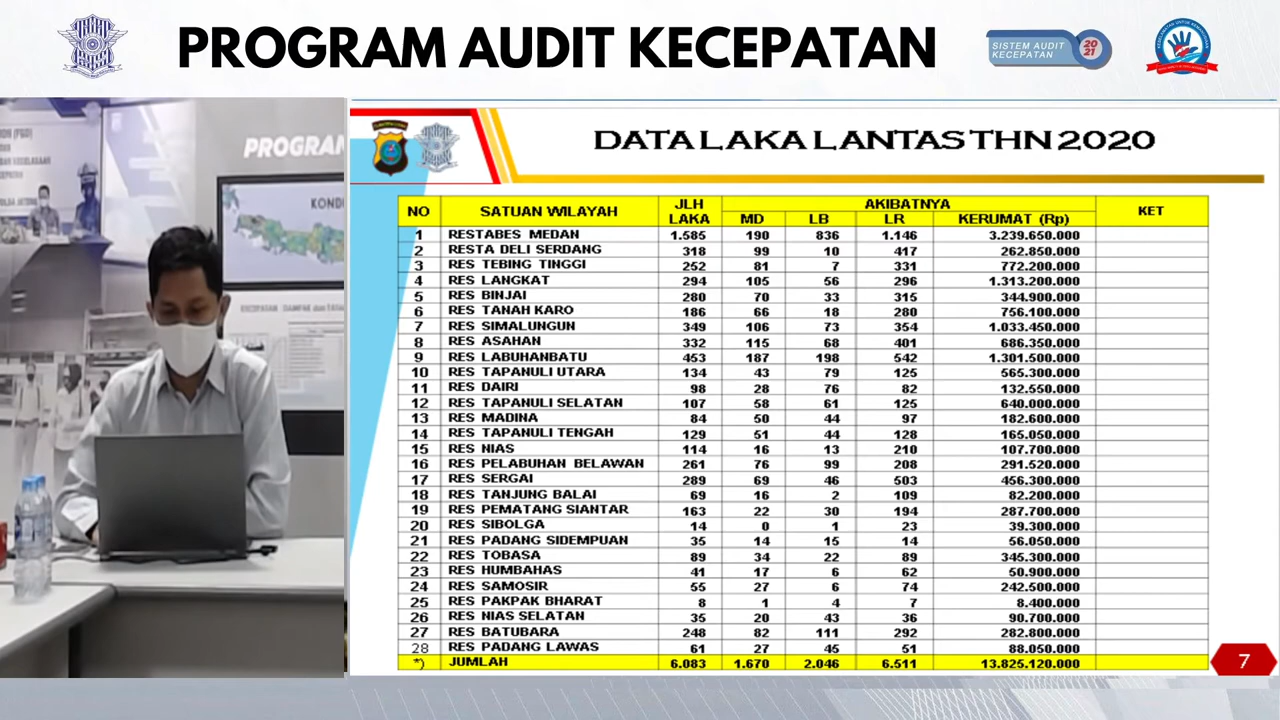 PROGRAM AUDIT KECEPATAN
SISTEM AUDIT KECEPATAN 2021
PROGRAM
KOND
DATA LAKA LANTAS THN 2020
NO SATUAN WILAYAH JLH LAKA AKIBATNYA KET
MD LB LR KERUMAT (Rp)
1 RESTABES MEDAN 1.585 190 836 1.146 3.239.650.000
2 RESTA DELI SERDANG 318 99 10 417 262.850.000
3 RES TEBING TINGGI 252 81 7 331 772.200.000
4 RES LANGKAT 294 105 56 296 1.313.200.000
5 RES BINJAI 280 70 33 315 344.900.000
6 RES TANAH KARO 186 66 18 280 756.100.000
7 RES SIMALUNGUN 349 106 73 354 1.033.450.000
8 RES ASAHAN 332 115 68 401 686.350.000
9 RES LABUHANBATU 453 187 198 542 1.301.500.000
10 RES TAPANULI UTARA 134 43 79 125 565.300.000
11 RES DAIRI 98 28 76 82 132.550.000
12 RES TAPANULI SELATAN 107 58 61 125 640.000.000
13 RES MADINA 84 50 44 97 182.600.000
14 RES TAPANULI TENGAH 129 51 44 128 165.050.000
15 RES NIAS 114 16 13 210 107.700.000
16 RES PELABUHAN BELAWAN 261 76 99 208 291.520.000
17 RES SERGAI 289 69 46 503 456.300.000
18 RES TANJUNG BALAI 69 16 2 109 82.200.000
19 RES PEMATANG SIANTAR 163 22 30 194 287.700.000
20 RES SIBOLGA 14 0 1 23 39.300.000
21 RES PADANG SIDEMPUAN 35 14 15 14 56.050.000
22 RES TOBASA 89 34 22 89 345.300.000
23 RES HUMBAHAS 41 17 6 62 50.900.000
24 RES SAMOSIR 55 27 6 74 242.500.000
25 RES PAKPAK BHARAT 8 1 4 7 8.400.000
26 RES NIAS SELATAN 35 20 43 36 90.700.000
27 RES BATUBARA 248 82 111 292 282.800.000
28 RES PADANG LAWAS 61 27 45 51 88.050.000
*) JUMLAH 6.083 1.670 2.046 6.511 13.825.120.000
7